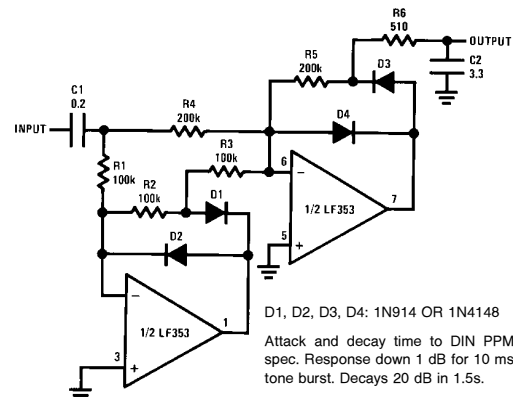 R6
510
OUTPUT
R5
200k
D3
C2
3.3
C1
0.2
R4
200k
D4
INPUT
R1
100k
R3
100k
R2
100k
D1
6
−
1/2 LF353
7
5
+
D2
−
1/2 LF353
1
3
+
D1, D2, D3, D4: 1N914 OR 1N4148
Attack and decay time to DIN PPM
spec. Response down 1 dB for 10 ms
tone burst. Decays 20 dB in 1.5s.